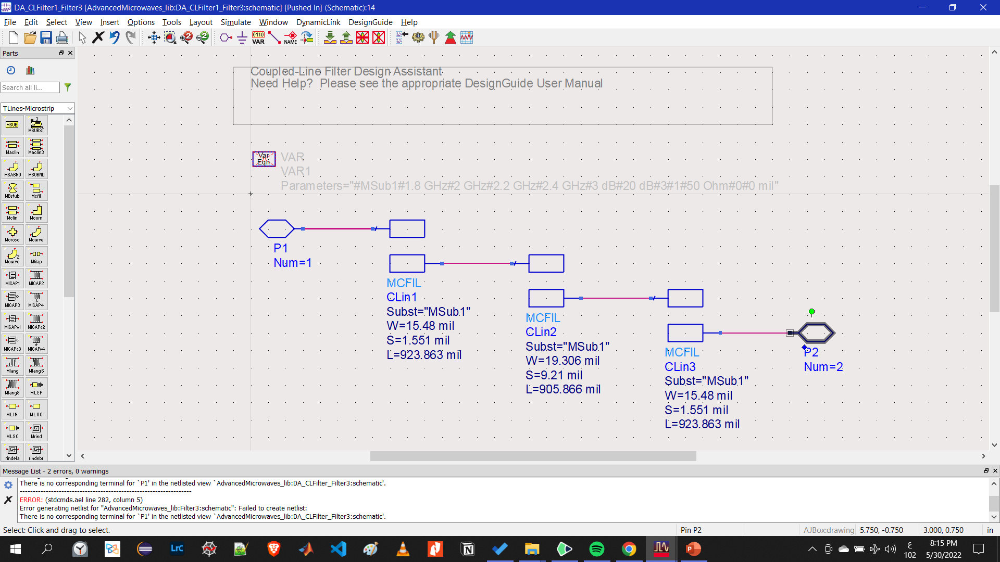 DA_CLFilter1_Filter3 [AdvancedMicrowaves_lib:DA_CLFilter1_Filter3:schematic] [Pushed In] (Schematic):14
File Edit Select View Insert Options Tools Layout Simulate Window DynamicLink DesignGuide Help
0110
VAR
NAME
Parts
Search all li...
TLines-Microstrip
MSUB
3
MSUBST
Maclin
Maclin3
MSABND
MSOBND
MBstub
Mcfil
Mclin
Mcorn
Mcroso
Mcurve
2
Mcurve
MGap
MICAP1
MICAP2
MICAP3
MICAP4
MICAPo1
MICAPo2
MICAPo3
MICAPo4
Mlang
Mlang6
Mlang8
MLEF
MLIN
MLOC
MLSC
Mrind
rindela
rindnbr
Coupled-Line Filter Design Assistant
Need Help?  Please see the appropriate DesignGuide User Manual
Var
Eqn
VAR
VAR1
Parameters="#MSub1#1.8 GHz#2 GHz#2.2 GHz#2.4 GHz#3 dB#20 dB#3#1#50 Ohm#0#0 mil"
P1
Num=1
MCFIL
CLin1
Subst="MSub1"
W=15.48 mil
S=1.551 mil
L=923.863 mil
MCFIL
CLin2
Subst="MSub1"
W=19.306 mil
S=9.21 mil
L=905.866 mil
MCFIL
CLin3
Subst="MSub1"
W=15.48 mil
S=1.551 mil
L=923.863 mil
P2
Num=2
Message List - 2 errors, 0 warnings
There is no corresponding terminal for `P1' in the netlisted view `AdvancedMicrowaves_lib:DA_CLFilter_Filter3:schematic'.
--------------------------------------------------------------------
ERROR: (stdcmds.ael line 282, column 5)
Error generating netlist for "AdvancedMicrowaves_lib:Filter3:schematic": Failed to create netlist:
There is no corresponding terminal for `P1' in the netlisted view `AdvancedMicrowaves_lib:DA_CLFilter_Filter3:schematic'.
Select: Click and drag to select.
Pin P2
AJBox:drawing
5.750, -0.750
3.000, 0.750
in
LrC
ع
102
8:15 PM
5/30/2022